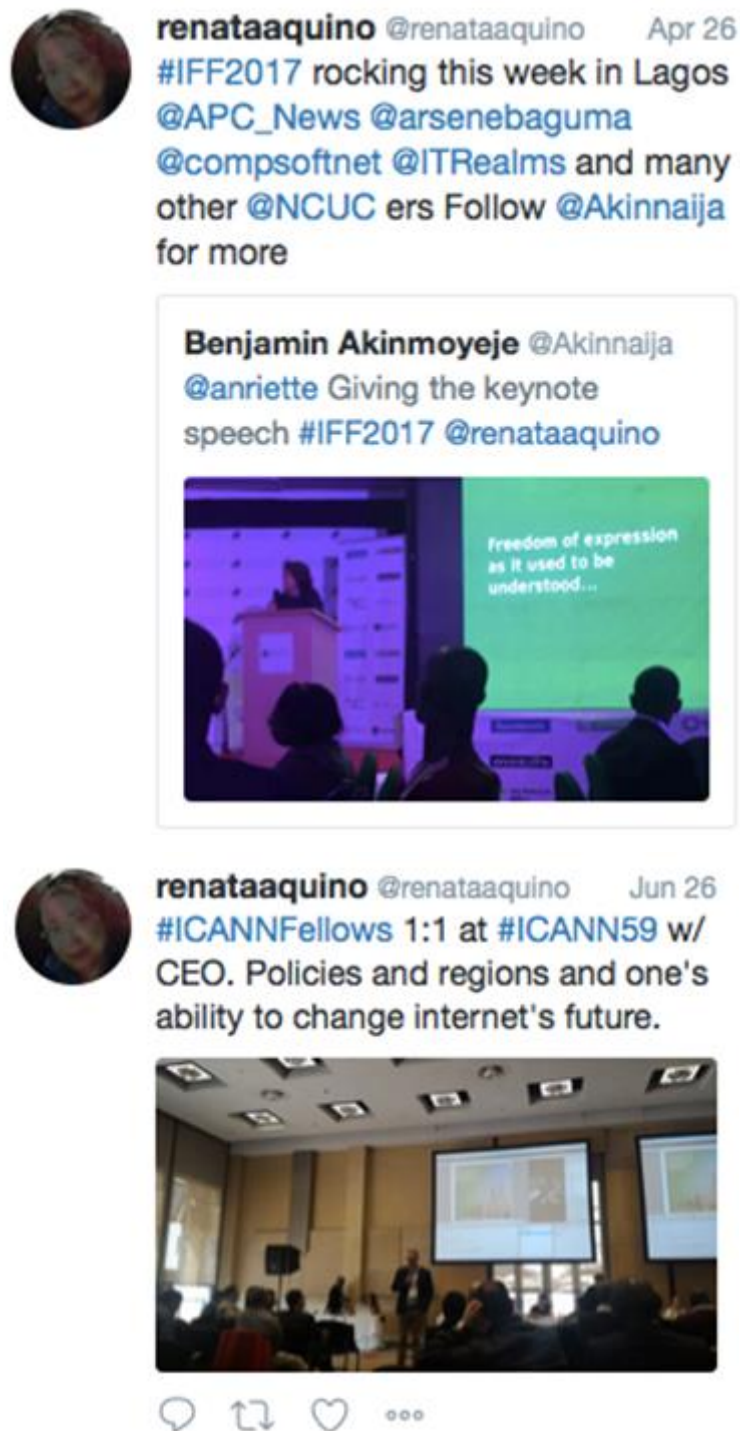 renataaquino @renataaquino Apr 26
#IFF2017 rocking this week in Lagos
@APC_News @arsenebaguma
@compsoftnet @ITRealms and many
other @NCUC ers Follow @Akinnaija
for more
Benjamin Akinmoyeje @Akinnaija
@anriette Giving the keynote
speech #IFF2017 @renataaquino
Freedom of expression
as it used to be
understood...
renataaquino @renataaquino Jun 26
#ICANNFellows 1:1 at #ICANN59 w/
CEO. Policies and regions and one's
ability to change internet's future.